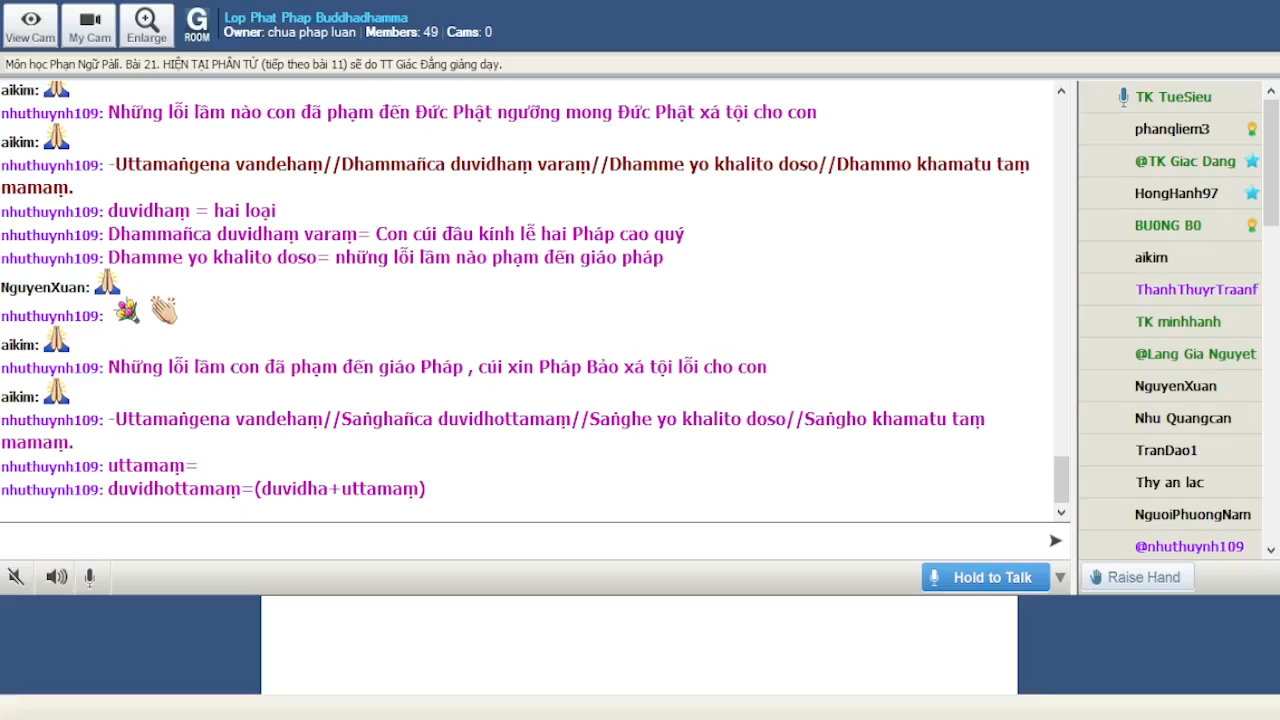 View Cam
My Cam
Enlarge
G
ROOM
Lop Phat Phap Buddhadhamma
Owner: chua phap luan | Members: 49 | Cams: 0
Môn học Phạn Ngữ Pāli. Bài 21. HIỆN TẠI PHÂN TỪ (tiếp theo bài 11) sẽ do TT Giác Đẳng giảng dạy.
aikim:
nhuthuynh109: Những lỗi lầm nào con đã phạm đến Đức Phật ngưỡng mong Đức Phật xá tội cho con
aikim:
nhuthuynh109: -Uttamaṅgena vandehaṃ//Dhammañca duvidhaṃ varaṃ//Dhamme yo khalito doso//Dhammo khamatu taṃ
mamaṃ.
nhuthuynh109: duvidhaṃ = hai loại
nhuthuynh109: Dhammañca duvidhaṃ varaṃ= Con cúi đầu kính lễ hai Pháp cao quý
nhuthuynh109: Dhamme yo khalito doso= những lỗi lầm nào phạm đến giáo pháp
NguyenXuan:
nhuthuynh109:
aikim:
nhuthuynh109: Những lỗi lầm con đã phạm đến giáo Pháp , cúi xin Pháp Bảo xá tội lỗi cho con
aikim:
nhuthuynh109: -Uttamaṅgena vandehaṃ//Saṅghañca duvidhottamaṃ//Saṅghe yo khalito doso//Saṅgho khamatu taṃ
mamaṃ.
nhuthuynh109: uttamaṃ=
nhuthuynh109: duvidhottamaṃ=(duvidha+uttamaṃ)
Hold to Talk
TK TueSieu
phanqliem3
@TK Giac Dang
HongHanh97
BU0NG B0
aikim
ThanhThuyrTraanf
TK minhhanh
@Lang Gia Nguyet
NguyenXuan
Nhu Quangcan
TranDao1
Thy an lac
NguoiPhuongNam
@nhuthuynh109
Raise Hand